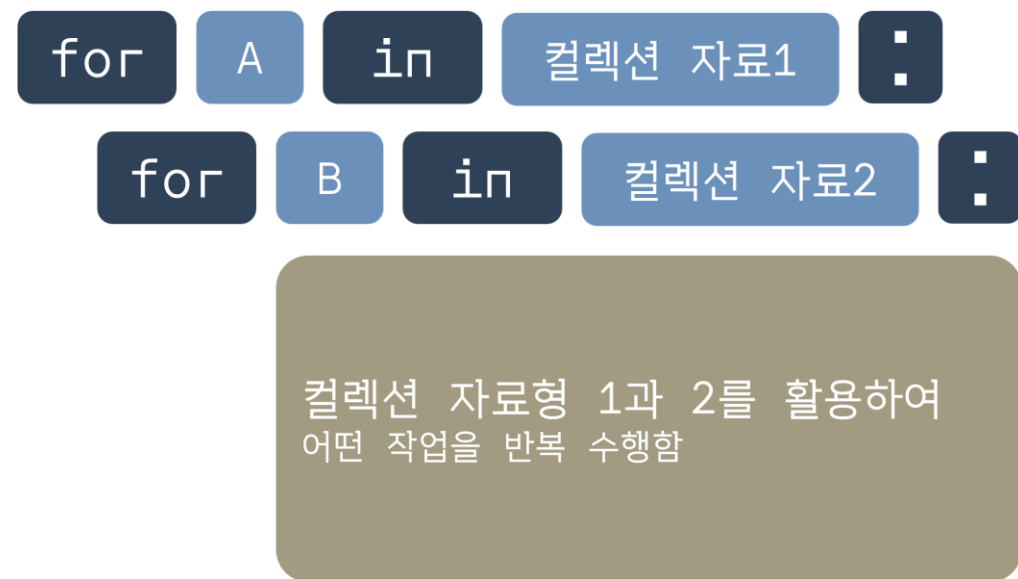 for A in 컬렉션 자료1 :
for B in 컬렉션 자료2 :
컬렉션 자료형 1과 2를 활용하여
어떤 작업을 반복 수행함